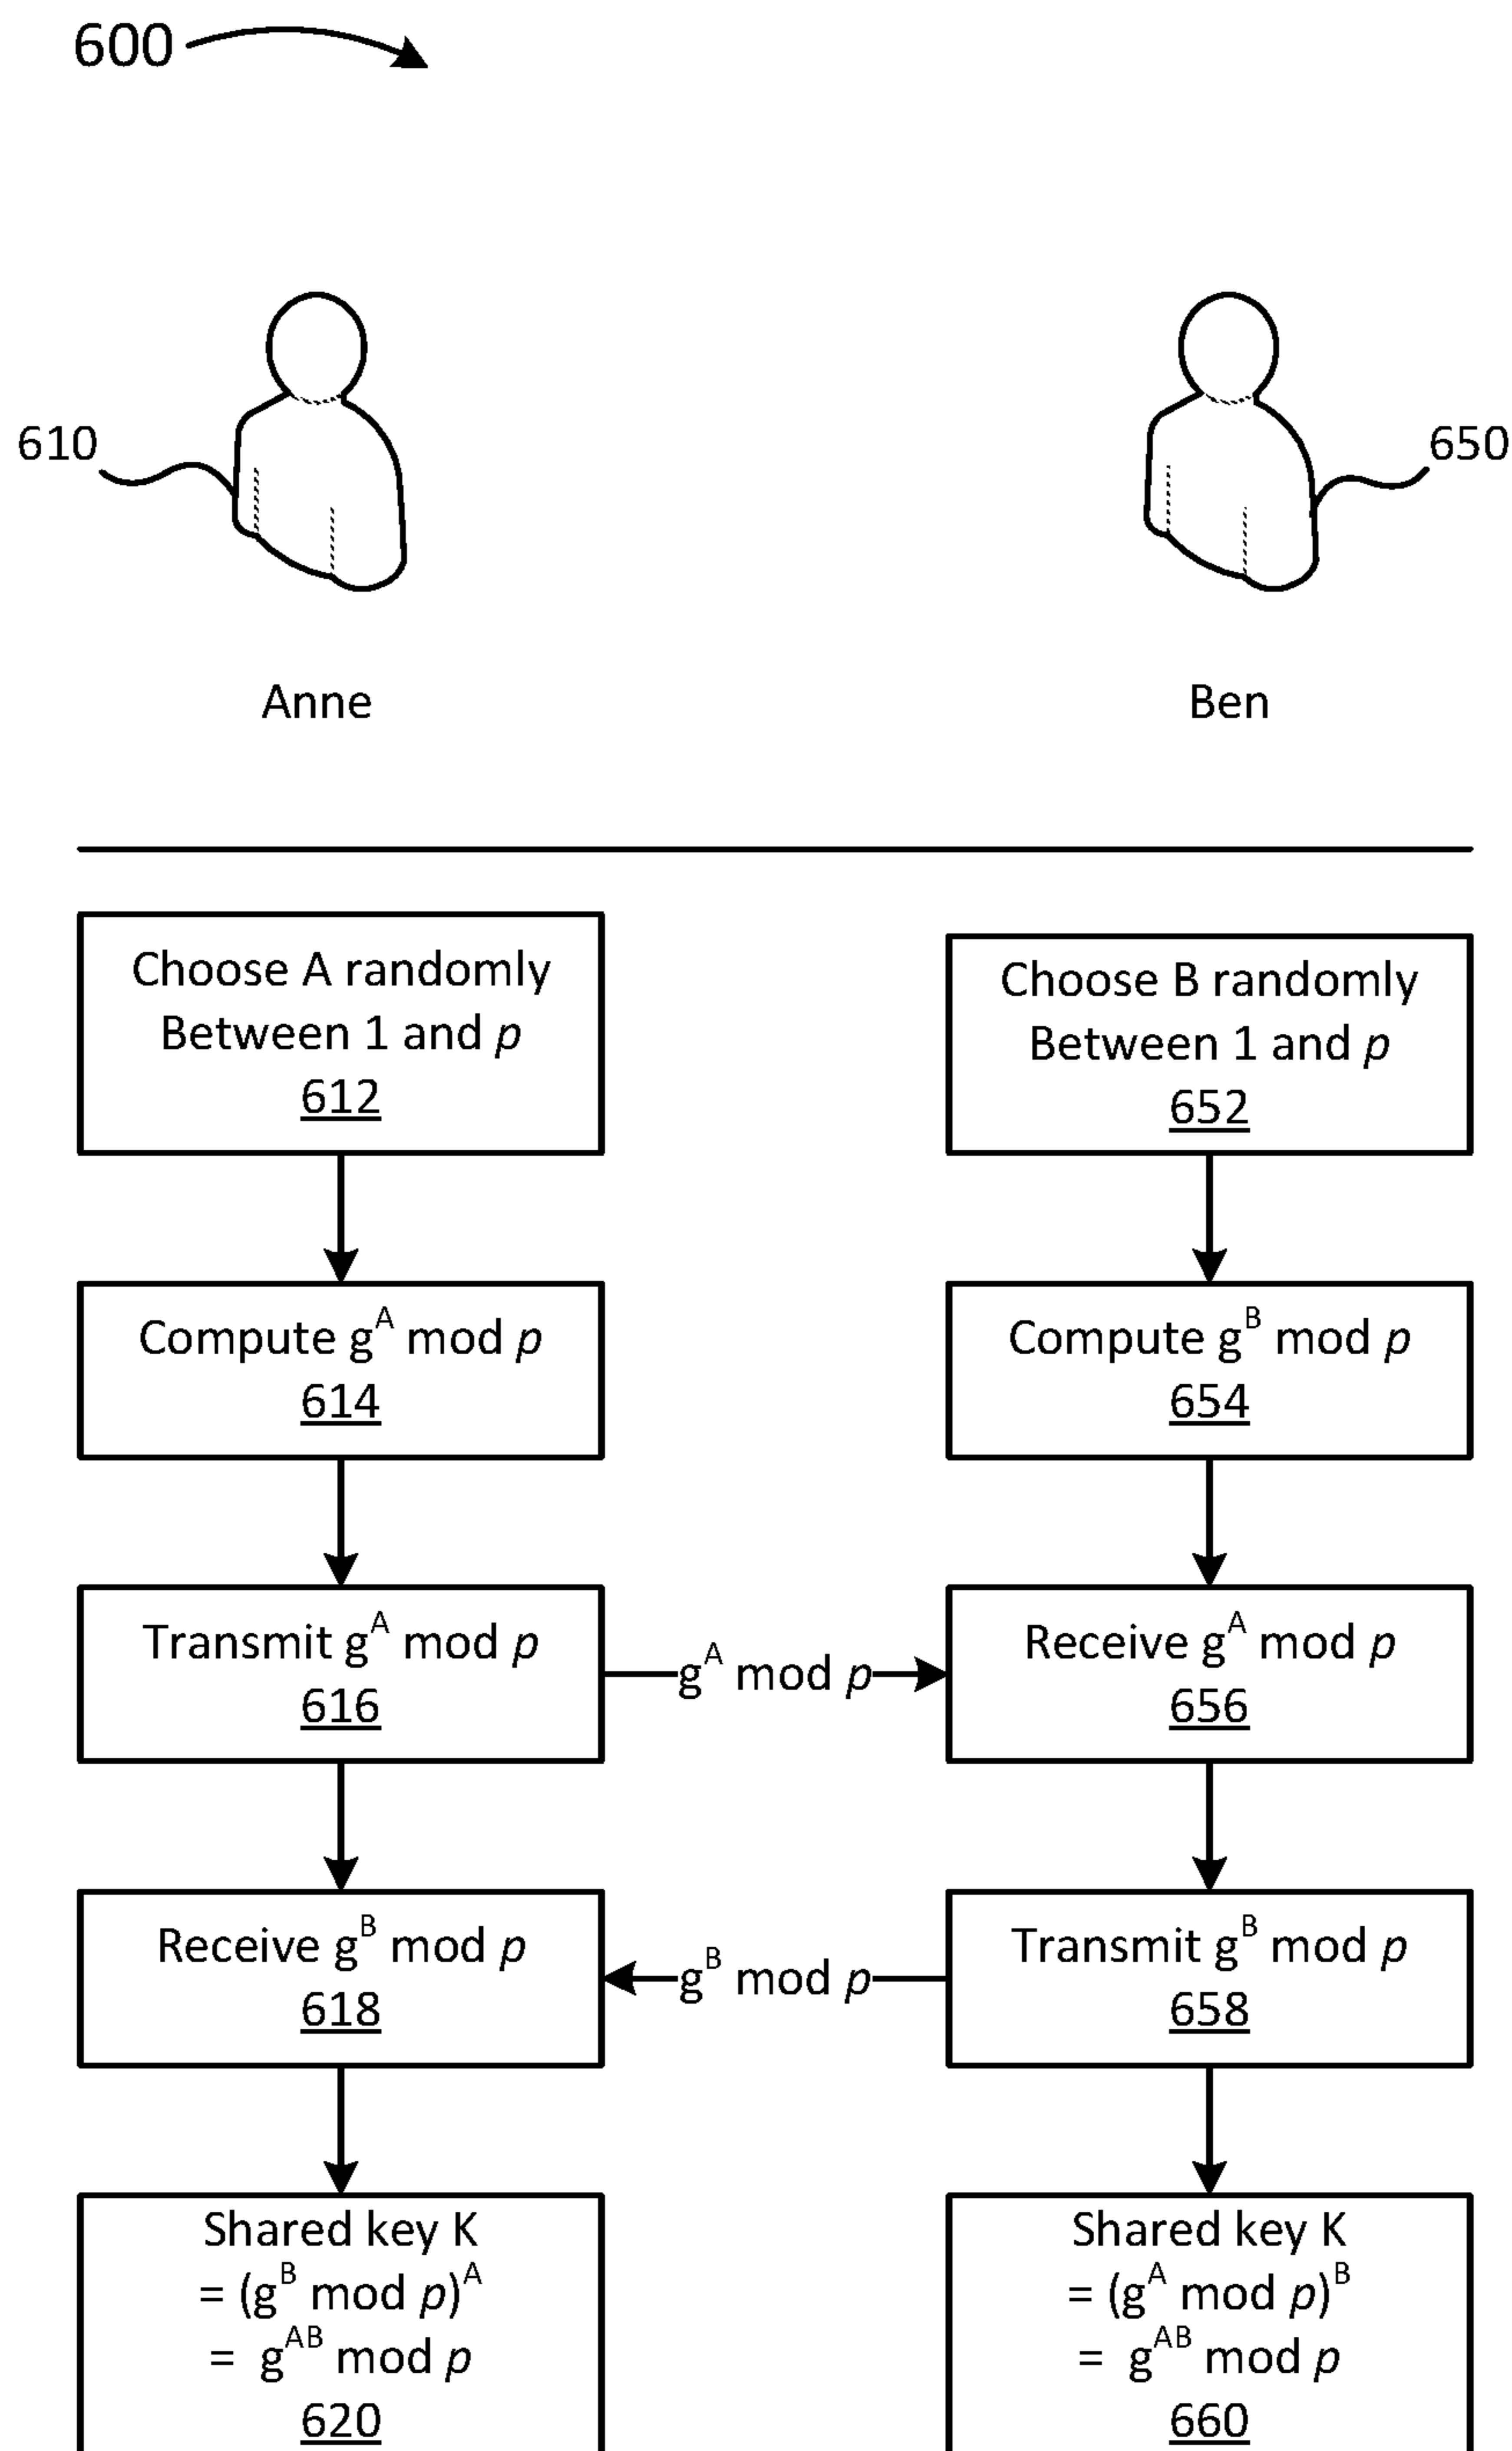 600
610
650
Anne
Ben
Choose A randomly
Between 1 and p
612
Choose B randomly
Between 1 and p
652
Compute g^A mod p
614
Compute g^B mod p
654
Transmit g^A mod p
616
g^A mod p
Receive g^A mod p
656
Receive g^B mod p
618
g^B mod p
Transmit g^B mod p
658
Shared key K
= (g^B mod p)^A
= g^AB mod p
620
Shared key K
= (g^A mod p)^B
= g^AB mod p
660